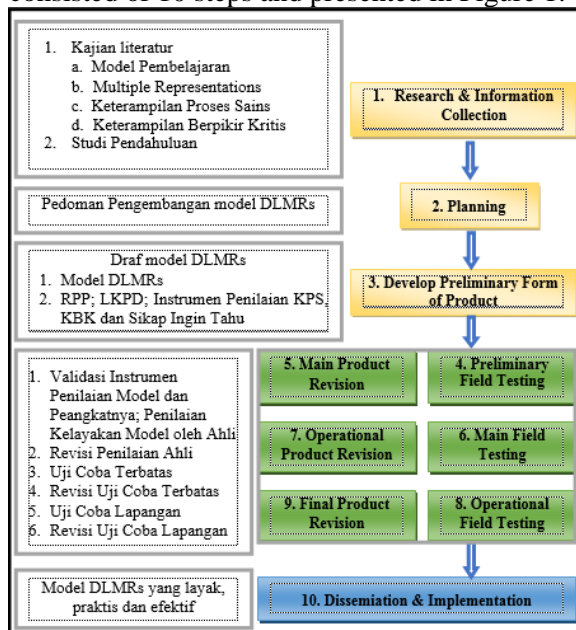 consisted of 10 steps and presented in Figure 1.
1. Kajian literatur
a. Model Pembelajaran
b. Multiple Representations
c. Keterampilan Proses Sains
d. Keterampilan Berpikir Kritis
2. Studi Pendahuluan
1. Research & Information
Collection
Pedoman Pengembangan model DLMRs
2. Planning
Draf model DLMRs
1. Model DLMRs
2. RPP; LKPD; Instrumen Penilaian KPS,
KBK dan Sikap Ingin Tahu
3. Develop Preliminary Form
of Product
1. Validasi Instrumen
Penilaian Model dan
Peangkatnya; Penilaian
Kelayakan Model oleh Ahli
2. Revisi Penilaian Ahli
3. Uji Coba Terbatas
4. Revisi Uji Coba Terbatas
5. Uji Coba Lapangan
6. Revisi Uji Coba Lapangan
5. Main Product
Revision
4. Preliminary
Field Testing
7. Operational
Product Revision
6. Main Field
Testing
9. Final Product
Revision
8. Operational
Field Testing
Model DLMRs yang layak,
praktis dan efektif
10. Dissemiation & Implementation